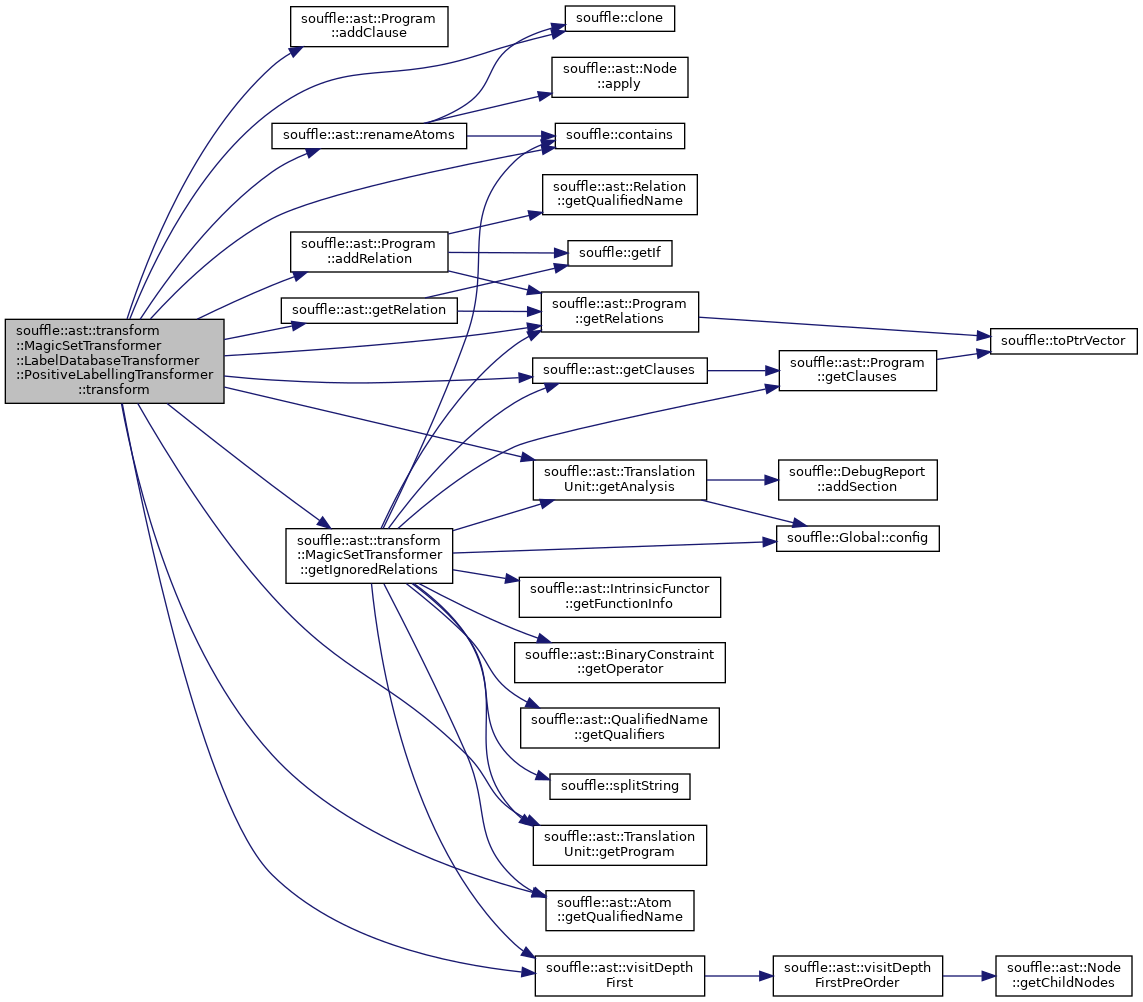 souffle::ast::Program
::addClause
souffle::clone
souffle::ast::Node
::apply
souffle::ast::renameAtoms
souffle::contains
souffle::ast::Relation
::getQualifiedName
souffle::ast::Program
::addRelation
souffle::getIf
souffle::ast::getRelation
souffle::ast::Program
::getRelations
souffle::toPtrVector
souffle::ast::transform
::MagicSetTransformer
::LabelDatabaseTransformer
::PositiveLabellingTransformer
::transform
souffle::ast::getClauses
souffle::ast::Program
::getClauses
souffle::ast::Translation
Unit::getAnalysis
souffle::DebugReport
::addSection
souffle::Global::config
souffle::ast::transform
::MagicSetTransformer
::getIgnoredRelations
souffle::ast::IntrinsicFunctor
::getFunctionInfo
souffle::ast::BinaryConstraint
::getOperator
souffle::ast::QualifiedName
::getQualifiers
souffle::splitString
souffle::ast::Translation
Unit::getProgram
souffle::ast::Atom
::getQualifiedName
souffle::ast::visitDepth
First
souffle::ast::visitDepth
FirstPreOrder
souffle::ast::Node
::getChildNodes